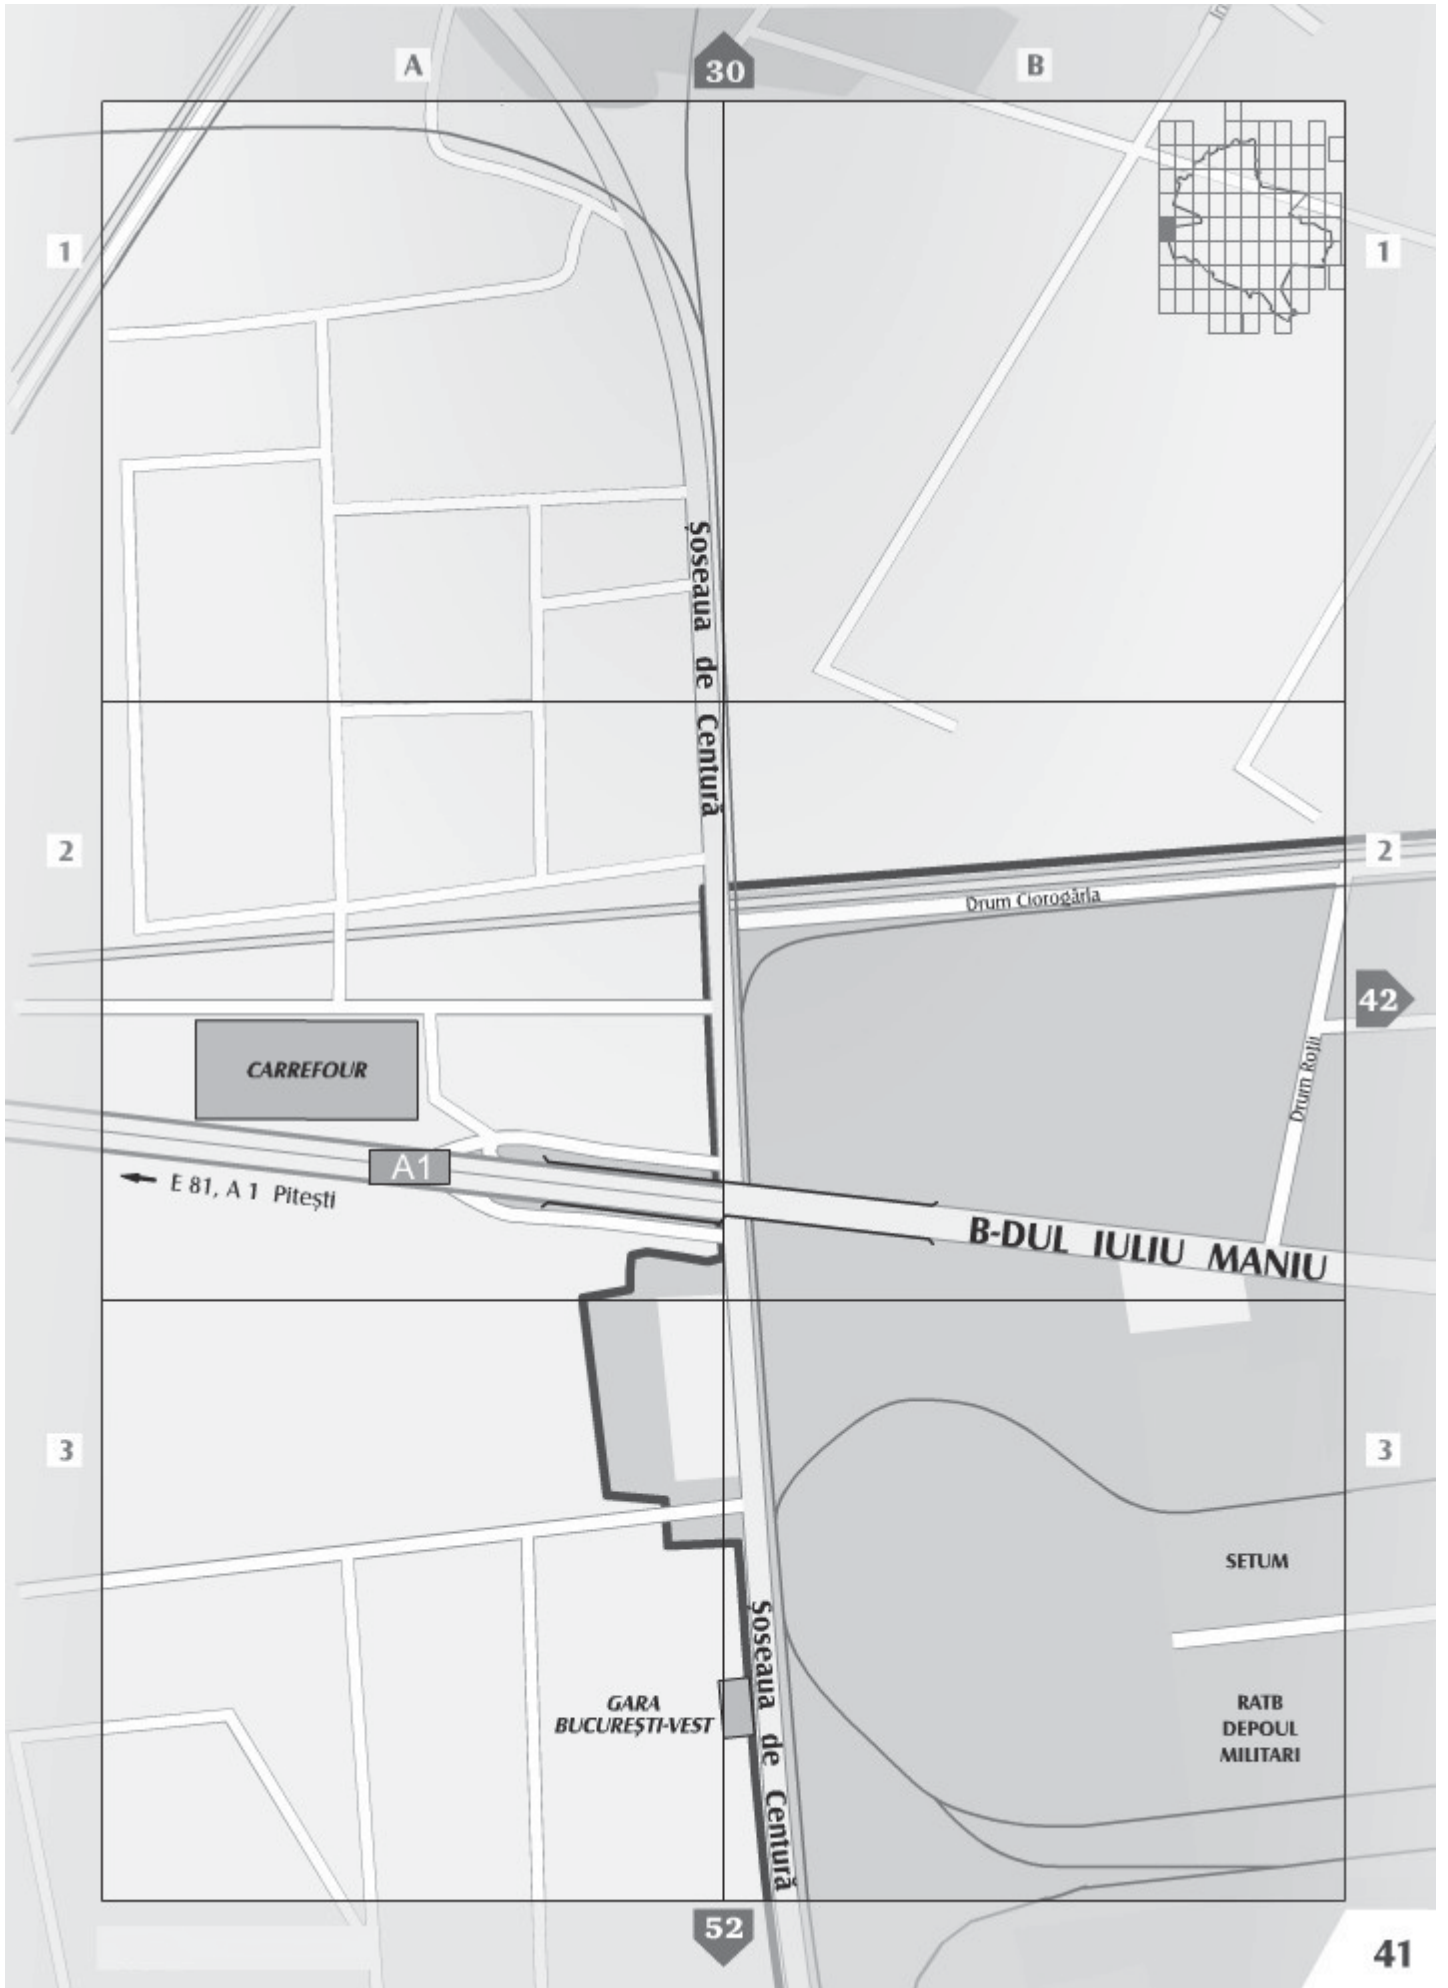 A
30
B
1
1
Șoseaua de Centură
2
2
Drum Ciorogârla
42
CARREFOUR
Drum Roții
A1
E 81, A 1 Pitești
B-DUL IULIU MANIU
3
3
SETUM
Șoseaua de Centură
GARA
BUCUREȘTI-VEST
RATB
DEPOUL
MILITARI
52
41